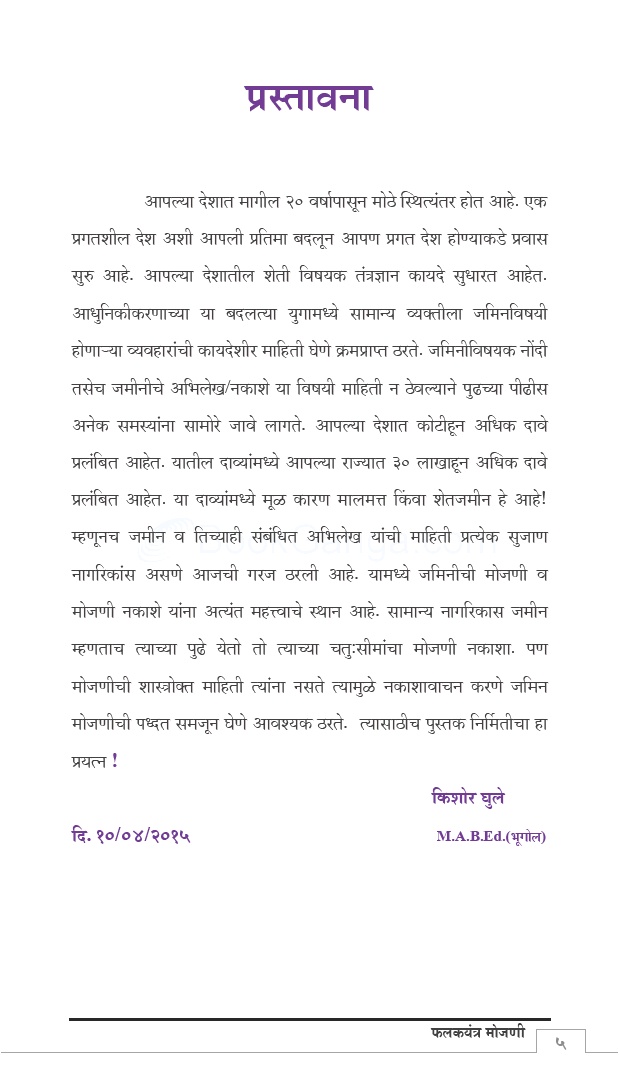 प्रस्तावना
आपल्या देशात मागील २० वर्षापासून मोठे स्थित्यंतर होत आहे. एक
प्रगतशील देश अशी आपली प्रतिमा बदलून आपण प्रगत देश होण्याकडे प्रवास
सुरु आहे. आपल्या देशातील शेती विषयक तंत्रज्ञान कायदे सुधारत आहेत.
आधुनिकीकरणाच्या या बदलत्या युगामध्ये सामान्य व्यक्तीला जमिनविषयी
होणाऱ्या व्यवहारांची कायदेशीर माहिती घेणे क्रमप्राप्त ठरते. जमिनीविषयक नोंदी
तसेच जमीनीचे अभिलेख/नकाशे या विषयी माहिती न ठेवल्याने पुढच्या पीढीस
अनेक समस्यांना सामोरे जावे लागते. आपल्या देशात कोटीहून अधिक दावे
प्रलंबित आहेत. यातील दाव्यांमध्ये आपल्या राज्यात ३० लाखाहून अधिक दावे
प्रलंबित आहेत. या दाव्यांमध्ये मूळ कारण मालमत्त किंवा शेतजमीन हे आहे!
म्हणूनच जमीन व तिच्याही संबंधित अभिलेख यांची माहिती प्रत्येक सुजाण
नागरिकांस असणे आजची गरज ठरली आहे. यामध्ये जमिनीची मोजणी व
मोजणी नकाशे यांना अत्यंत महत्त्वाचे स्थान आहे. सामान्य नागरिकास जमीन
म्हणताच त्याच्या पुढे येतो तो त्याच्या चतु:सीमांचा मोजणी नकाशा. पण
मोजणीची शास्त्रोक्त माहिती त्यांना नसते त्यामुळे नकाशावाचन करणे जमिन
मोजणीची पध्दत समजून घेणे आवश्यक ठरते. त्यासाठीच पुस्तक निर्मितीचा हा
प्रयत्न !
किशोर घुले
दि. १०/०४/२०१५ M.A.B.Ed.(भूगोल)
फलकयंत्र मोजणी
५